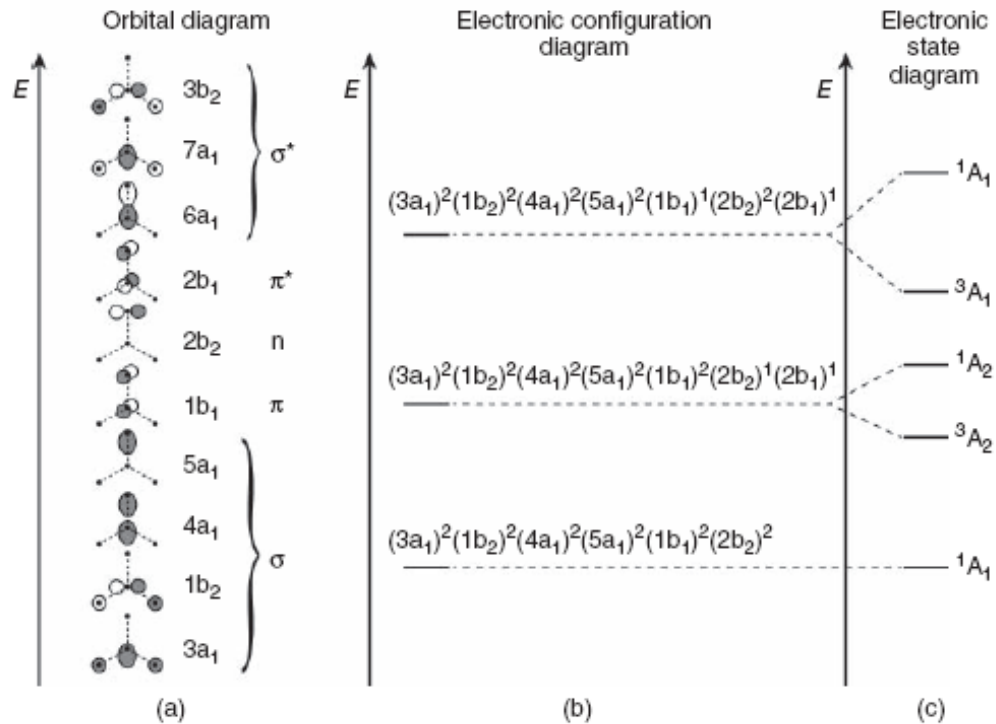 Orbital diagram
E
3b₂
7a₁
σ*
6a₁
2b₁ π*
2b₂ n
1b₁ π
5a₁
4a₁
σ
1b₂
3a₁
(a)
Electronic configuration
diagram
E
(3a₁)²(1b₂)²(4a₁)²(5a₁)²(1b₁)¹(2b₂)²(2b₁)¹
(3a₁)²(1b₂)²(4a₁)²(5a₁)²(1b₁)²(2b₂)¹(2b₁)¹
(3a₁)²(1b₂)²(4a₁)²(5a₁)²(1b₁)²(2b₂)²
(b)
Electronic
state
diagram
E
¹A₁
³A₁
¹A₂
³A₂
¹A₁
(c)